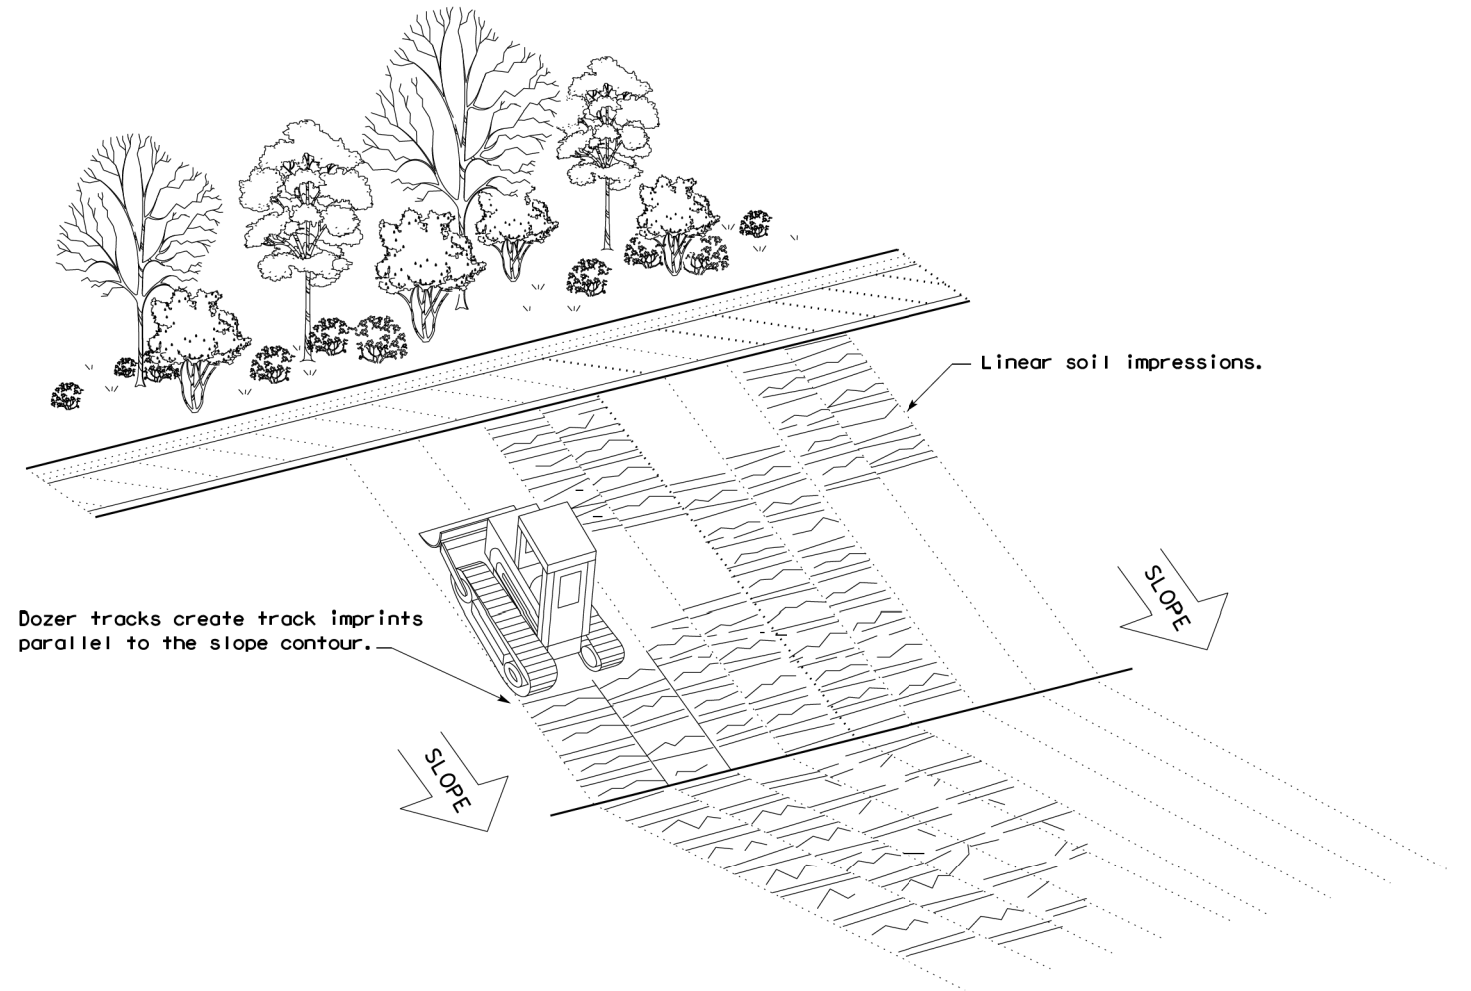 Linear soil impressions.
SLOPE
Dozer tracks create track imprints
parallel to the slope contour.
SLOPE